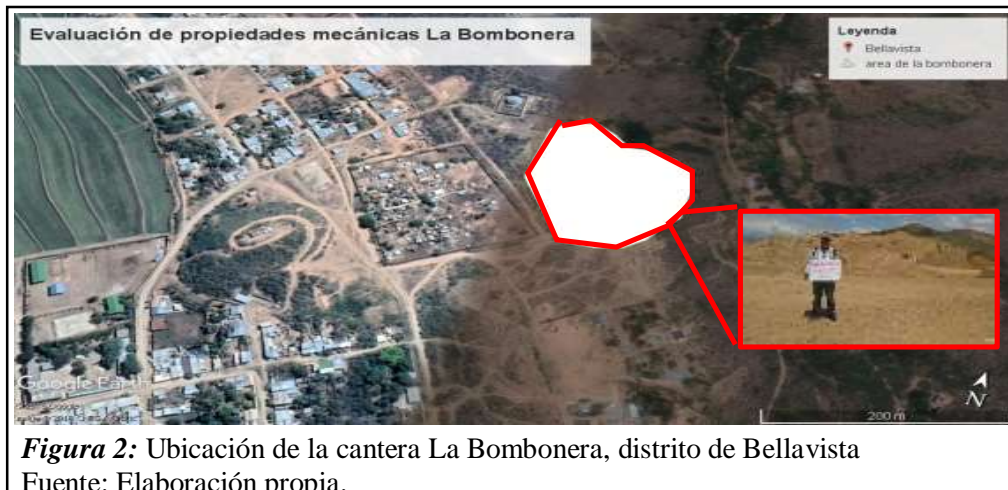 Evaluación de propiedades mecánicas La Bombonera
Leyenda
Bellavista
area de la bombonera
Google Earth
N
200 m
Figura 2: Ubicación de la cantera La Bombonera, distrito de Bellavista
Fuente: Elaboración propia.